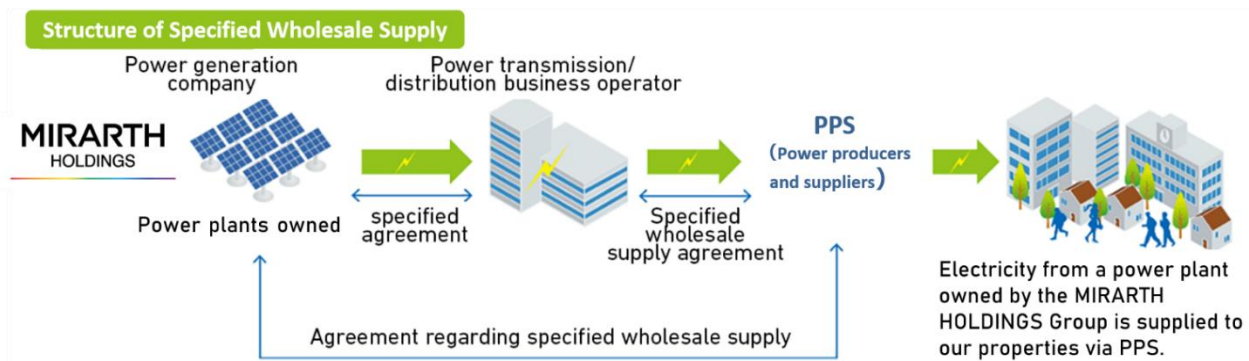 Structure of Specified Wholesale Supply
Power generation
company
Power transmission/
distribution business operator
MIRARTH
HOLDINGS
PPS
(Power producers
and suppliers)
Power plants owned
specified
agreement
Specified
wholesale
supply agreement
Agreement regarding specified wholesale supply
Electricity from a power plant
owned by the MIRARTH
HOLDINGS Group is supplied to
our properties via PPS.